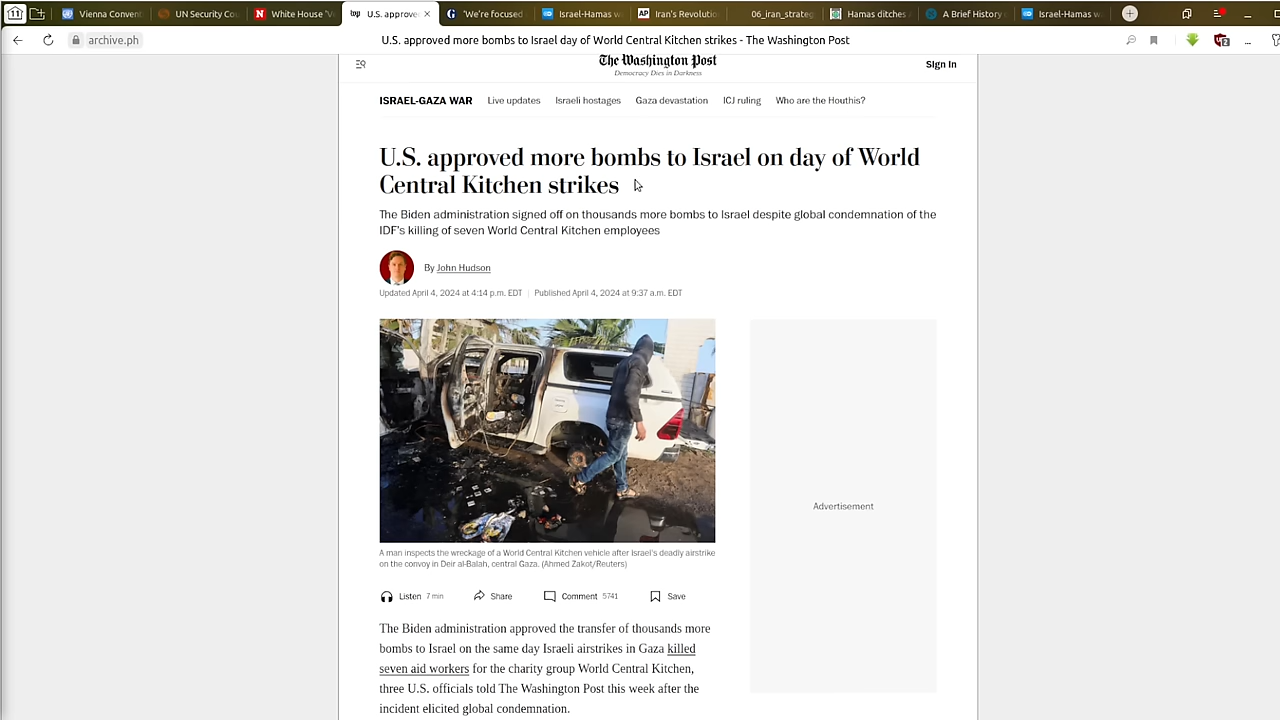 Vienna Conven
UN Security Cou
White House 'V
U.S. approve
'We're focused
Israel-Hamas w
Iran's Revolutio
06_iran_strateg
Hamas ditches
A Brief History
Israel-Hamas w
archive.ph
U.S. approved more bombs to Israel day of World Central Kitchen strikes - The Washington Post
The Washington Post
Democracy Dies in Darkness
Sign In
ISRAEL-GAZA WAR Live updates Israeli hostages Gaza devastation ICJ ruling Who are the Houthis?
U.S. approved more bombs to Israel on day of World
Central Kitchen strikes
The Biden administration signed off on thousands more bombs to Israel despite global condemnation of the
IDF's killing of seven World Central Kitchen employees
By John Hudson
Updated April 4, 2024 at 4:14 p.m. EDT | Published April 4, 2024 at 9:37 a.m. EDT
Advertisement
A man inspects the wreckage of a World Central Kitchen vehicle after Israel's deadly airstrike
on the convoy in Deir al-Balah, central Gaza. (Ahmed Zakot/Reuters)
Listen 7 min Share Comment 5741 Save
The Biden administration approved the transfer of thousands more
bombs to Israel on the same day Israeli airstrikes in Gaza killed
seven aid workers for the charity group World Central Kitchen,
three U.S. officials told The Washington Post this week after the
incident elicited global condemnation.